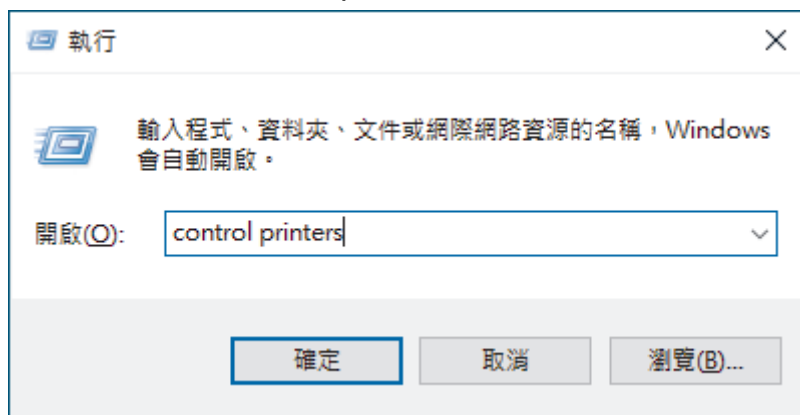 執行
輸入程式、資料夾、文件或網際網路資源的名稱，Windows
會自動開啟。
開啟(O): control printers
確定 取消 瀏覽(B)...